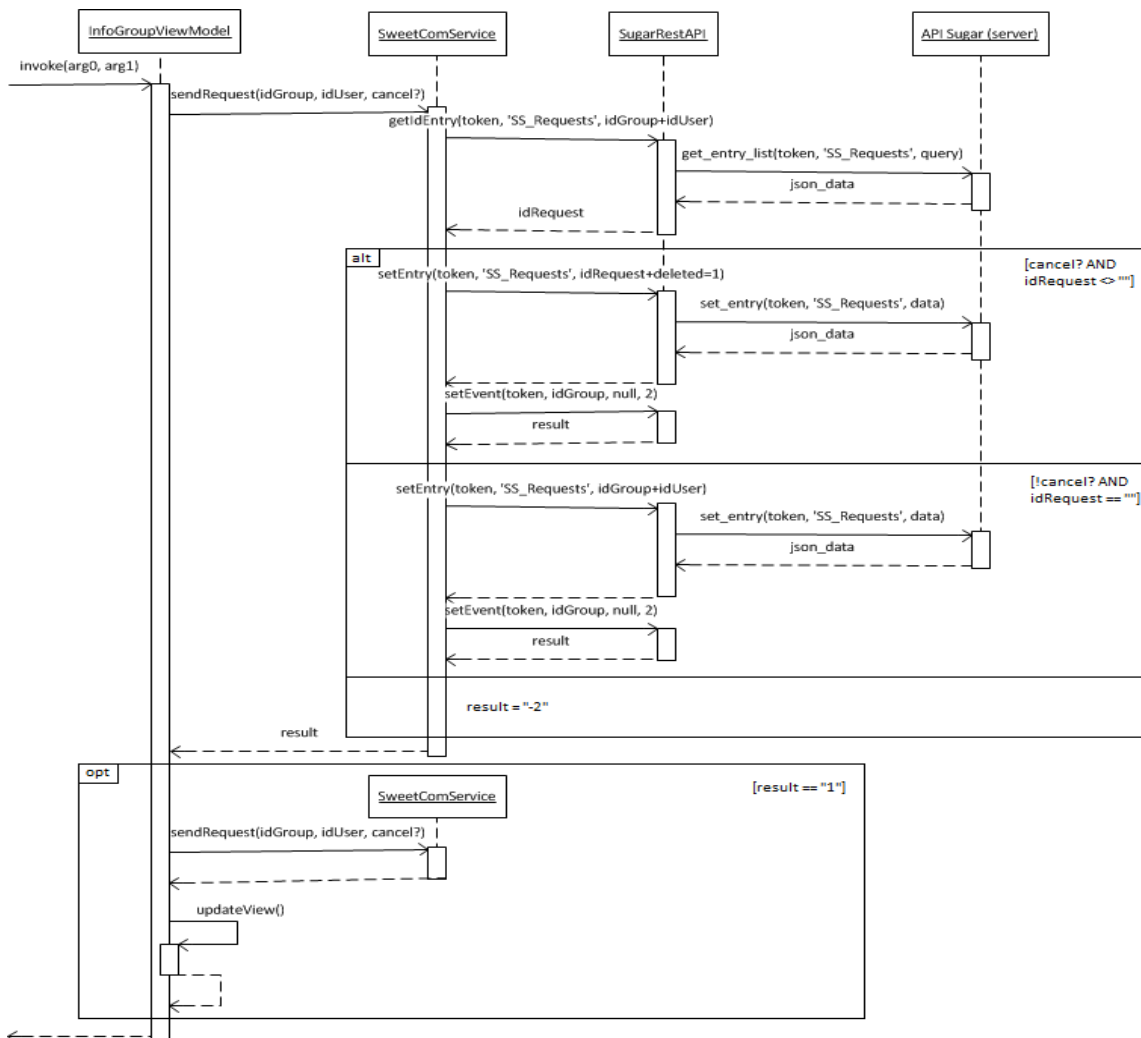 InfoGroupViewModel
SweetComService
SugarRestAPI
API Sugar (server)
invoke(arg0, arg1)
sendRequest(idGroup, idUser, cancel?)
getIdEntry(token, 'SS_Requests', idGroup+idUser)
get_entry_list(token, 'SS_Requests', query)
json_data
idRequest
alt
[cancel? AND
idRequest <> ""]
setEntry(token, 'SS_Requests', idRequest+deleted=1)
set_entry(token, 'SS_Requests', data)
json_data
setEvent(token, idGroup, null, 2)
result
[!cancel? AND
idRequest == ""]
setEntry(token, 'SS_Requests', idGroup+idUser)
set_entry(token, 'SS_Requests', data)
json_data
setEvent(token, idGroup, null, 2)
result
result = "-2"
result
opt
[result == "1"]
SweetComService
sendRequest(idGroup, idUser, cancel?)
updateView()